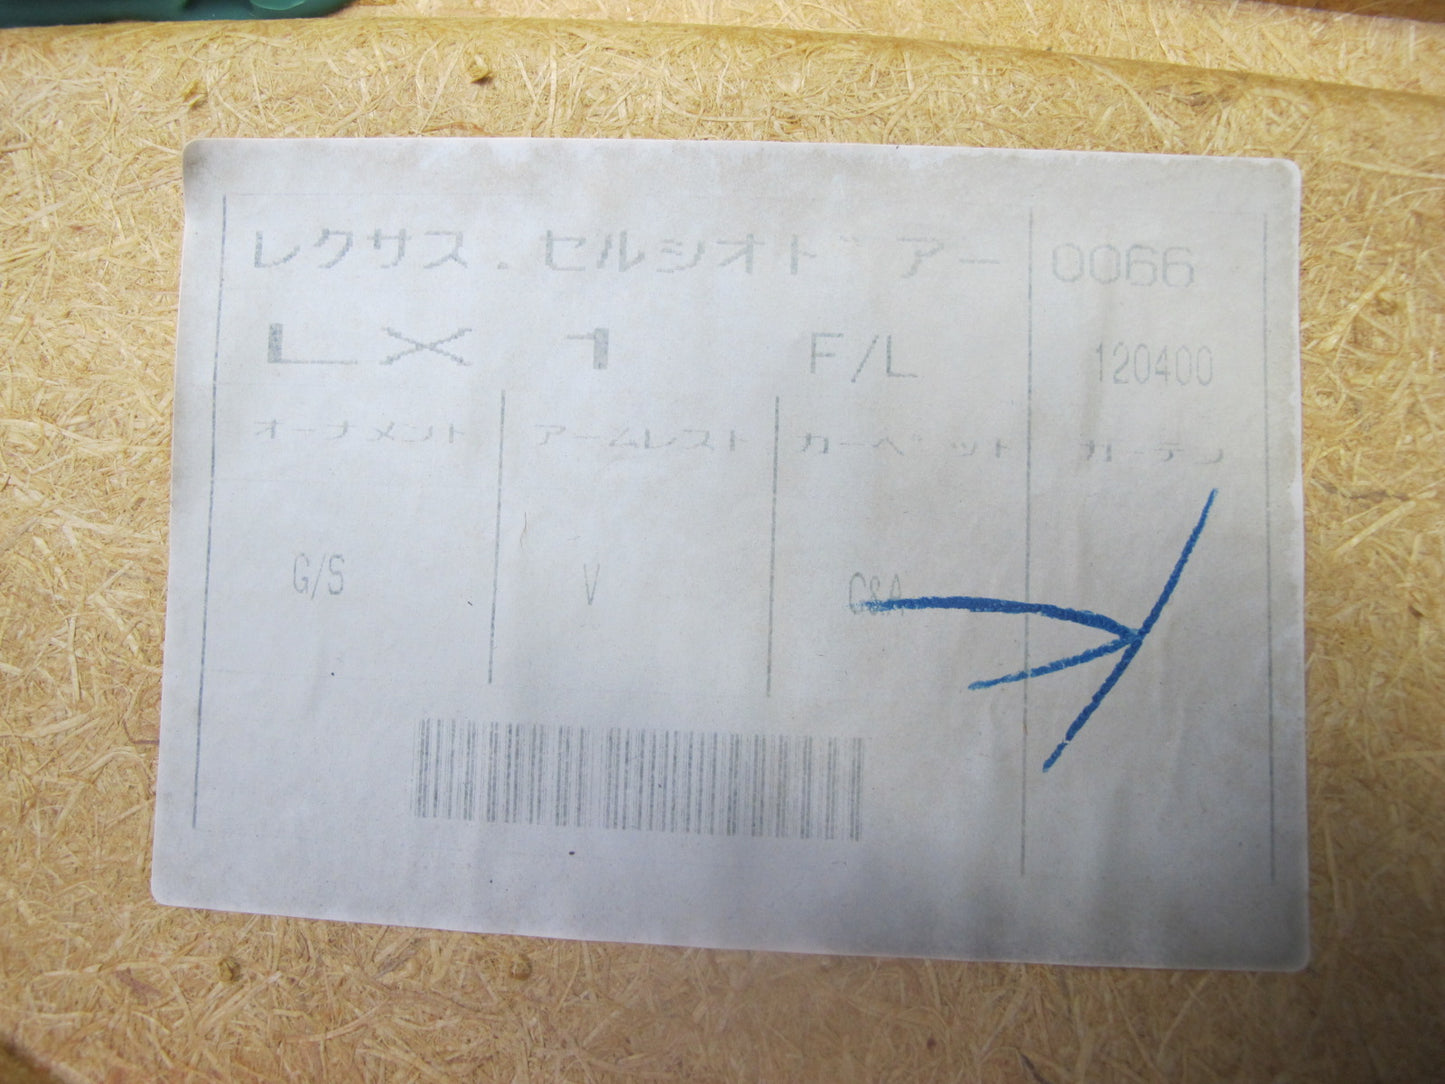 レクサス．セルシオドアー 0066
LX 1 F/L 120400
オーナメント アームレスト カーペット カーテン
G/S V C&A